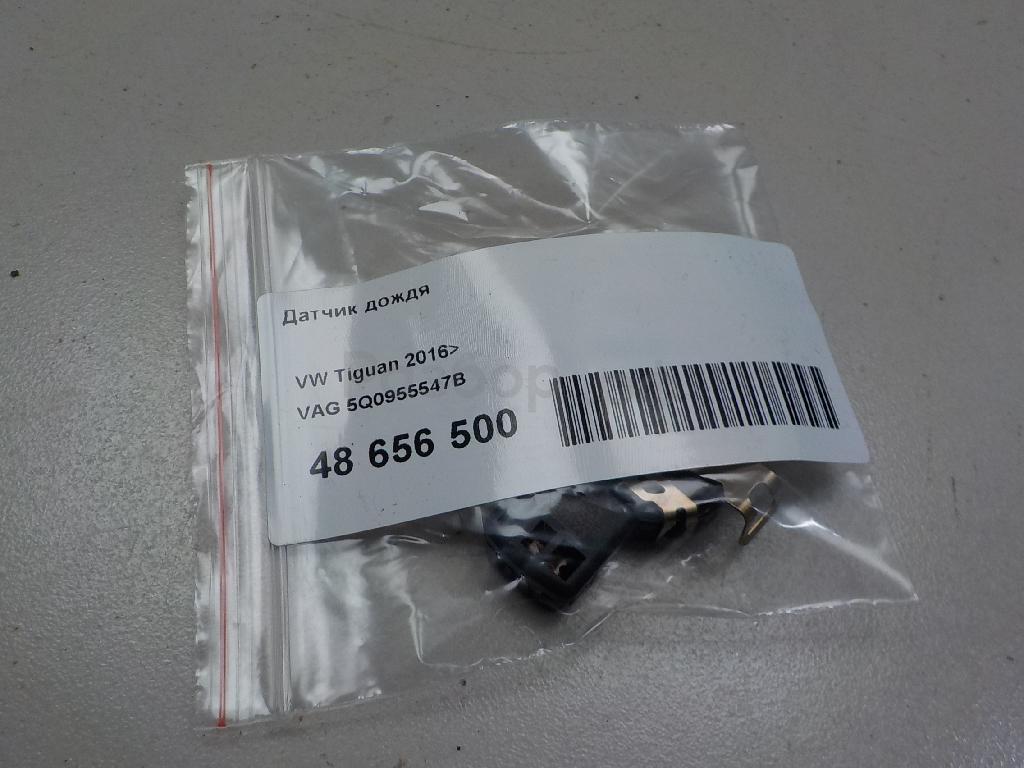 Датчик дождя
VW Tiguan 2016>
VAG 5Q0955547B
48 656 500